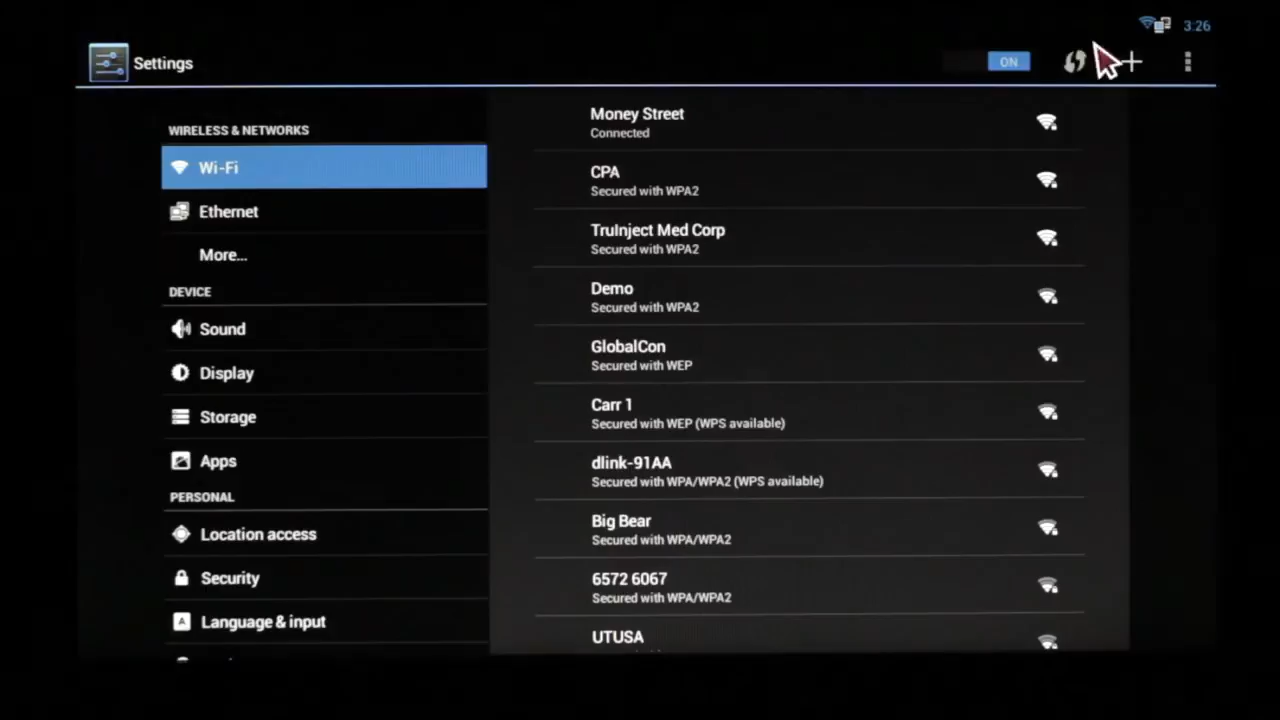 3:26
Settings
ON
WIRELESS & NETWORKS
Wi-Fi
Ethernet
More...
DEVICE
Sound
Display
Storage
Apps
PERSONAL
Location access
Security
A Language & input
Money Street
Connected
CPA
Secured with WPA2
TruInject Med Corp
Secured with WPA2
Demo
Secured with WPA2
GlobalCon
Secured with WEP
Carr 1
Secured with WEP (WPS available)
dlink-91AA
Secured with WPA/WPA2 (WPS available)
Big Bear
Secured with WPA/WPA2
6572 6067
Secured with WPA/WPA2
UTUSA